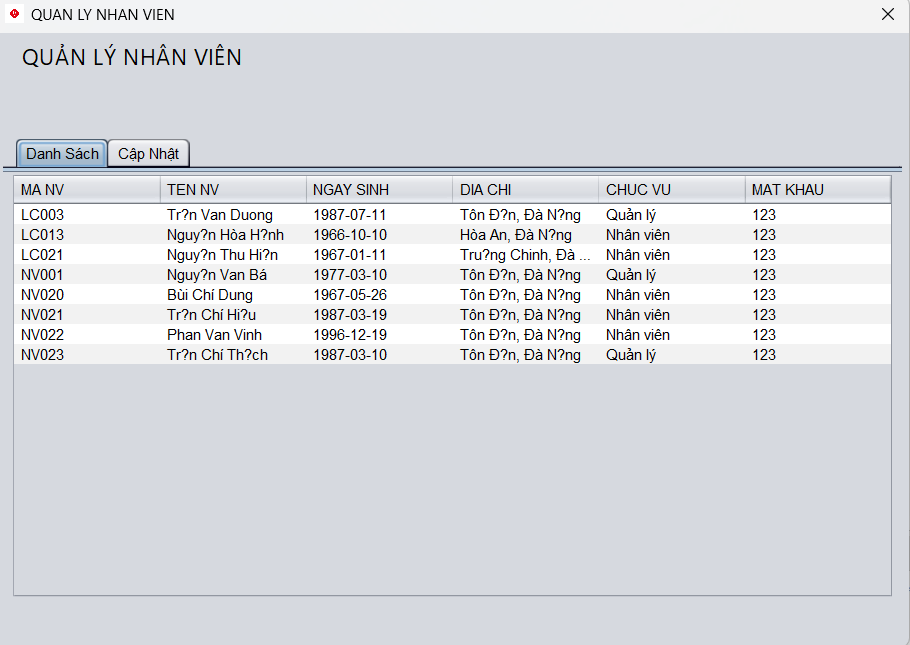 QUAN LY NHAN VIEN
QUẢN LÝ NHÂN VIÊN
Danh Sách Cập Nhật
MA NV TEN NV NGAY SINH DIA CHI CHUC VU MAT KHAU
LC003 Tr?n Van Duong 1987-07-11 Tôn Đ?n, Đà N?ng Quản lý 123
LC013 Nguy?n Hòa H?nh 1966-10-10 Hòa An, Đà N?ng Nhân viên 123
LC021 Nguy?n Thu Hi?n 1967-01-11 Tru?ng Chinh, Đà ... Nhân viên 123
NV001 Nguy?n Van Bá 1977-03-10 Tôn Đ?n, Đà N?ng Quản lý 123
NV020 Bùi Chí Dung 1967-05-26 Tôn Đ?n, Đà N?ng Nhân viên 123
NV021 Tr?n Chí Hi?u 1987-03-19 Tôn Đ?n, Đà N?ng Nhân viên 123
NV022 Phan Van Vinh 1996-12-19 Tôn Đ?n, Đà N?ng Nhân viên 123
NV023 Tr?n Chí Th?ch 1987-03-10 Tôn Đ?n, Đà N?ng Quản lý 123